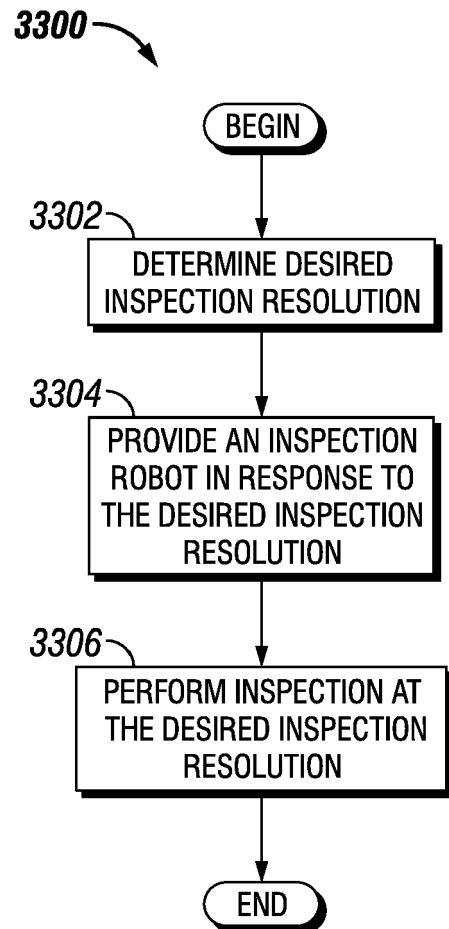 3300
BEGIN
3302
DETERMINE DESIRED
INSPECTION RESOLUTION
3304
PROVIDE AN INSPECTION
ROBOT IN RESPONSE TO
THE DESIRED INSPECTION
RESOLUTION
3306
PERFORM INSPECTION AT
THE DESIRED INSPECTION
RESOLUTION
END